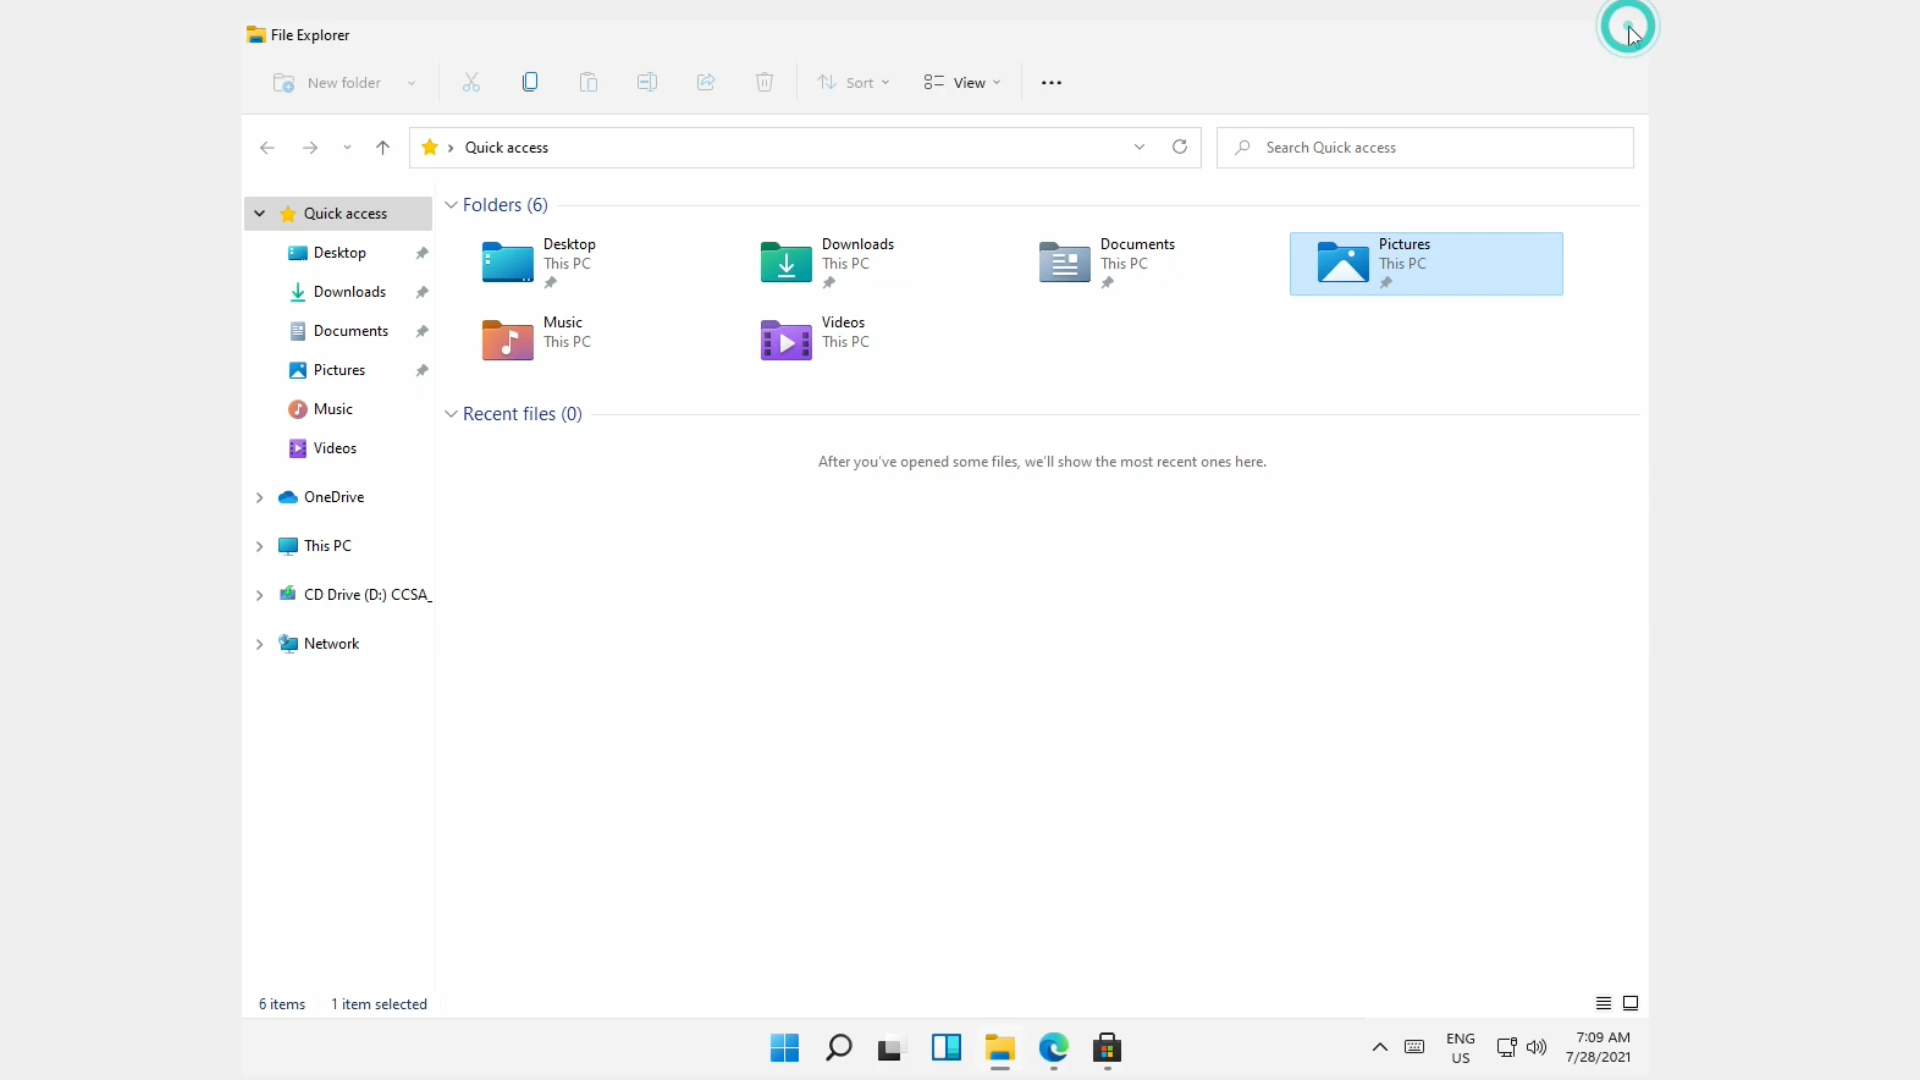 File Explorer
New folder
Sort
View
Quick access
Search Quick access
Quick access
Desktop
Downloads
Documents
Pictures
Music
Videos
OneDrive
This PC
CD Drive (D:) CCSA_
Network
Folders (6)
Desktop
This PC
Downloads
This PC
Documents
This PC
Pictures
This PC
Music
This PC
Videos
This PC
Recent files (0)
After you've opened some files, we'll show the most recent ones here.
6 items 1 item selected
ENG
US
7:09 AM
7/28/2021